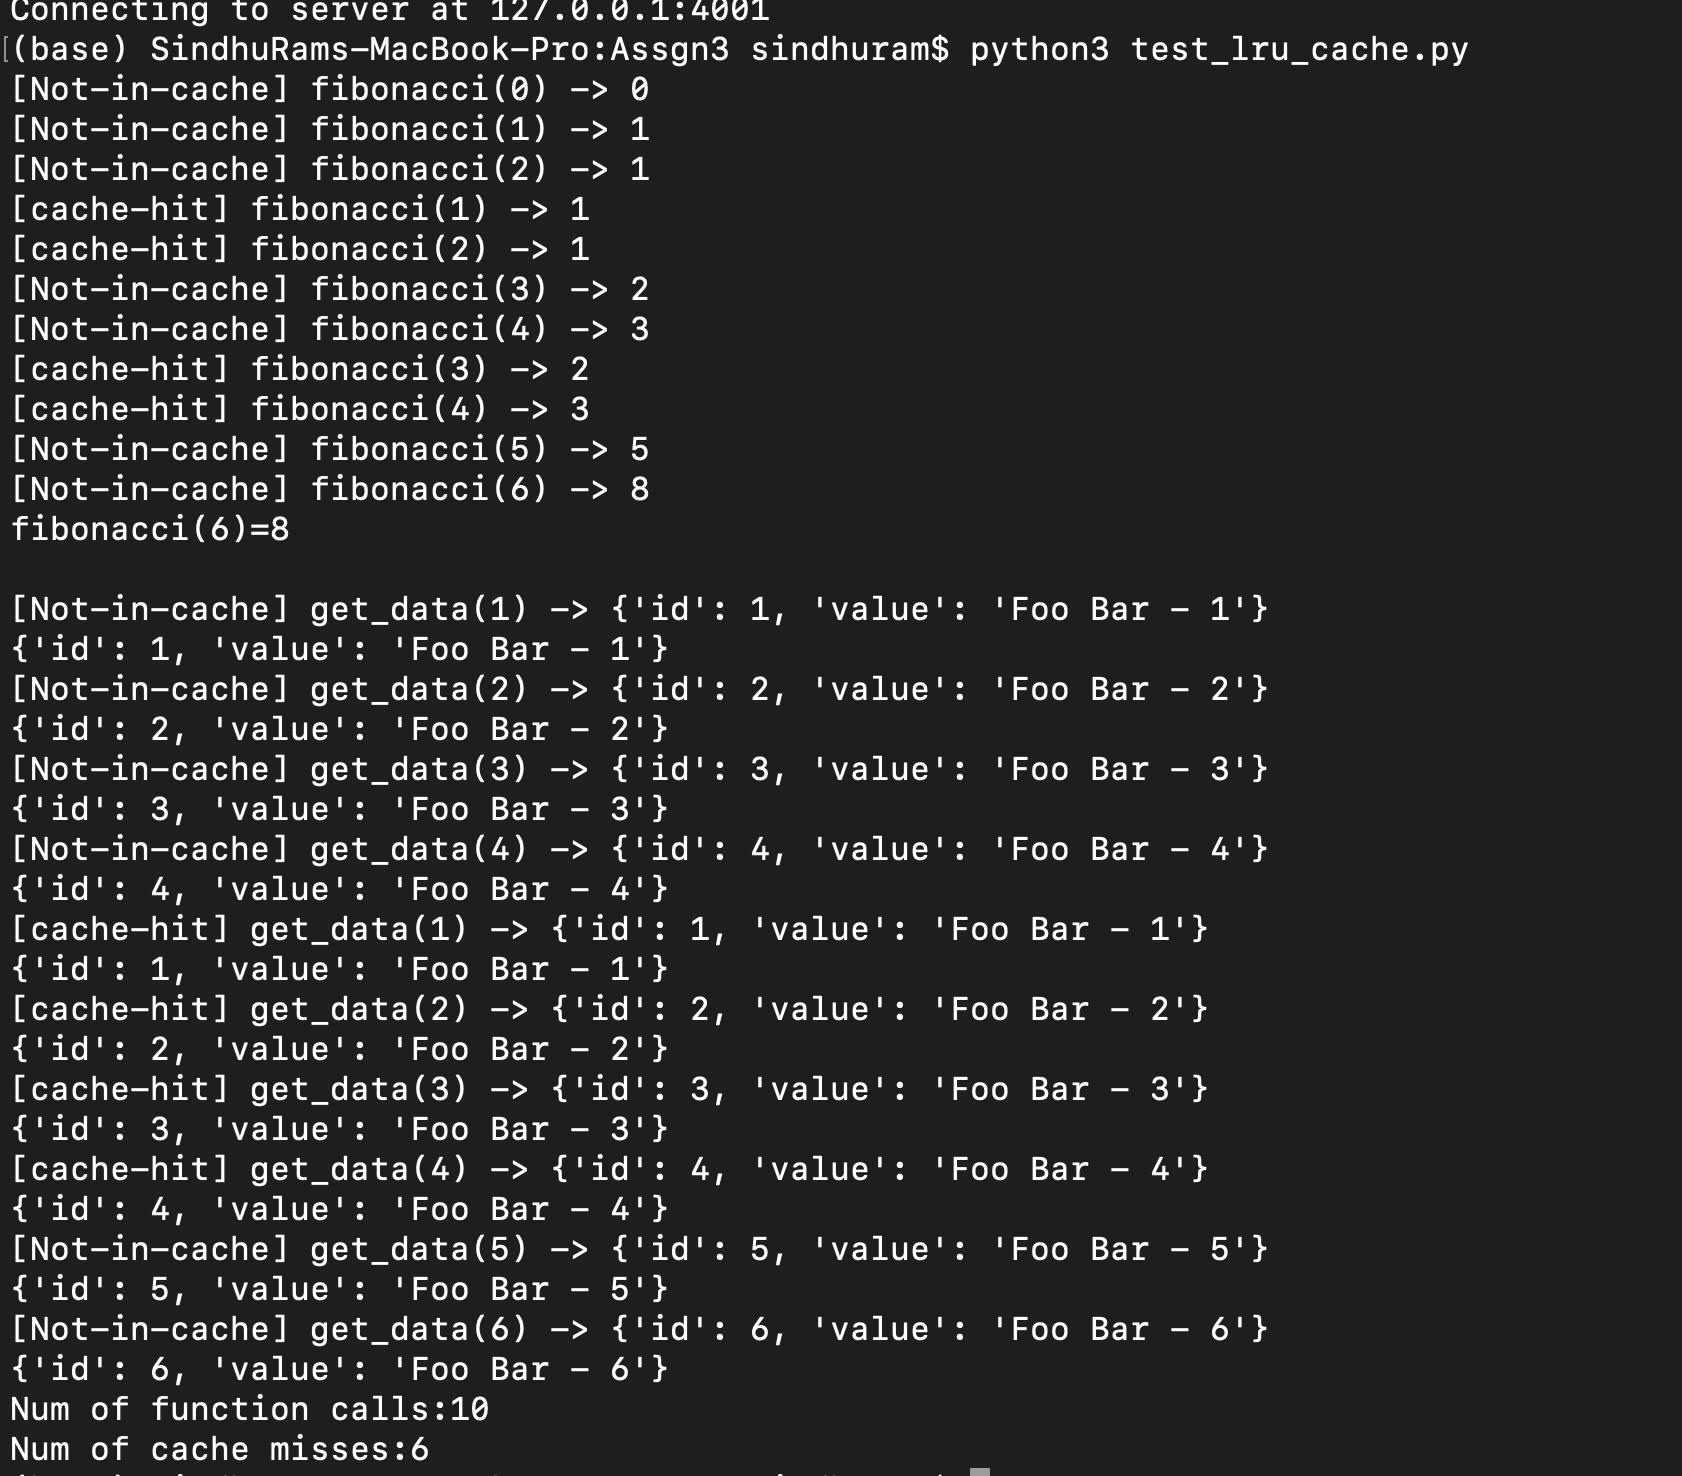 Connecting to server at 127.0.0.1:4001
[(base) SindhuRams-MacBook-Pro:Assgn3 sindhuram$ python3 test_lru_cache.py
[Not-in-cache] fibonacci(0) -> 0
[Not-in-cache] fibonacci(1) -> 1
[Not-in-cache] fibonacci(2) -> 1
[cache-hit] fibonacci(1) -> 1
[cache-hit] fibonacci(2) -> 1
[Not-in-cache] fibonacci(3) -> 2
[Not-in-cache] fibonacci(4) -> 3
[cache-hit] fibonacci(3) -> 2
[cache-hit] fibonacci(4) -> 3
[Not-in-cache] fibonacci(5) -> 5
[Not-in-cache] fibonacci(6) -> 8
fibonacci(6)=8
[Not-in-cache] get_data(1) -> {'id': 1, 'value': 'Foo Bar - 1'}
{'id': 1, 'value': 'Foo Bar - 1'}
[Not-in-cache] get_data(2) -> {'id': 2, 'value': 'Foo Bar - 2'}
{'id': 2, 'value': 'Foo Bar - 2'}
[Not-in-cache] get_data(3) -> {'id': 3, 'value': 'Foo Bar - 3'}
{'id': 3, 'value': 'Foo Bar - 3'}
[Not-in-cache] get_data(4) -> {'id': 4, 'value': 'Foo Bar - 4'}
{'id': 4, 'value': 'Foo Bar - 4'}
[cache-hit] get_data(1) -> {'id': 1, 'value': 'Foo Bar - 1'}
{'id': 1, 'value': 'Foo Bar - 1'}
[cache-hit] get_data(2) -> {'id': 2, 'value': 'Foo Bar - 2'}
{'id': 2, 'value': 'Foo Bar - 2'}
[cache-hit] get_data(3) -> {'id': 3, 'value': 'Foo Bar - 3'}
{'id': 3, 'value': 'Foo Bar - 3'}
[cache-hit] get_data(4) -> {'id': 4, 'value': 'Foo Bar - 4'}
{'id': 4, 'value': 'Foo Bar - 4'}
[Not-in-cache] get_data(5) -> {'id': 5, 'value': 'Foo Bar - 5'}
{'id': 5, 'value': 'Foo Bar - 5'}
[Not-in-cache] get_data(6) -> {'id': 6, 'value': 'Foo Bar - 6'}
{'id': 6, 'value': 'Foo Bar - 6'}
Num of function calls:10
Num of cache misses:6